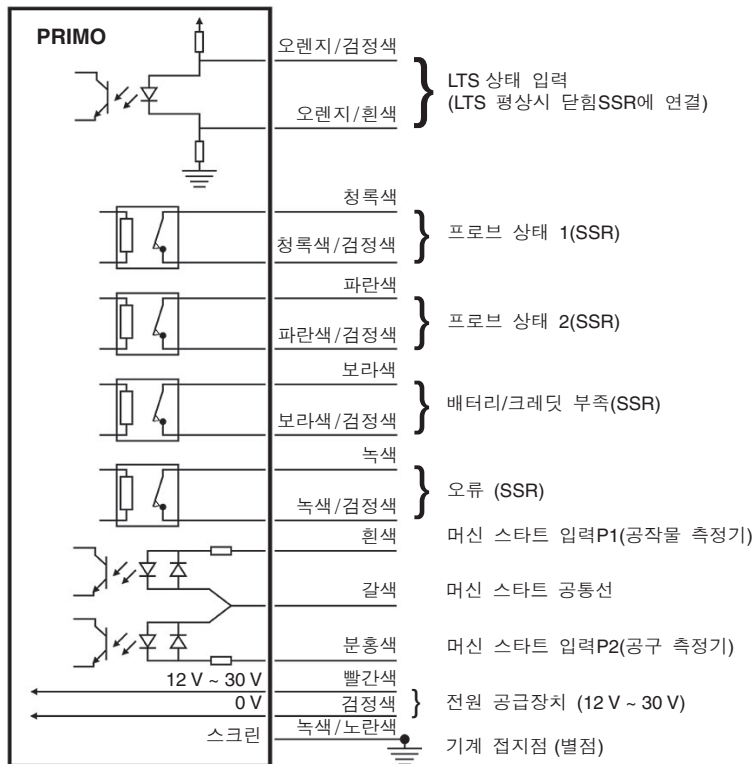 PRIMO
오렌지/검정색
LTS 상태 입력
(LTS 평상시 닫힘SSR에 연결)
오렌지/흰색
청록색
프로브 상태 1(SSR)
청록색/검정색
파란색
프로브 상태 2(SSR)
파란색/검정색
보라색
배터리/크레딧 부족(SSR)
보라색/검정색
녹색
오류 (SSR)
녹색/검정색
흰색 머신 스타트 입력P1(공작물 측정기)
갈색 머신 스타트 공통선
분홍색 머신 스타트 입력P2(공구 측정기)
12 V ~ 30 V 빨간색
전원 공급장치 (12 V ~ 30 V)
0 V 검정색
스크린 녹색/노란색
기계 접지점 (별점)